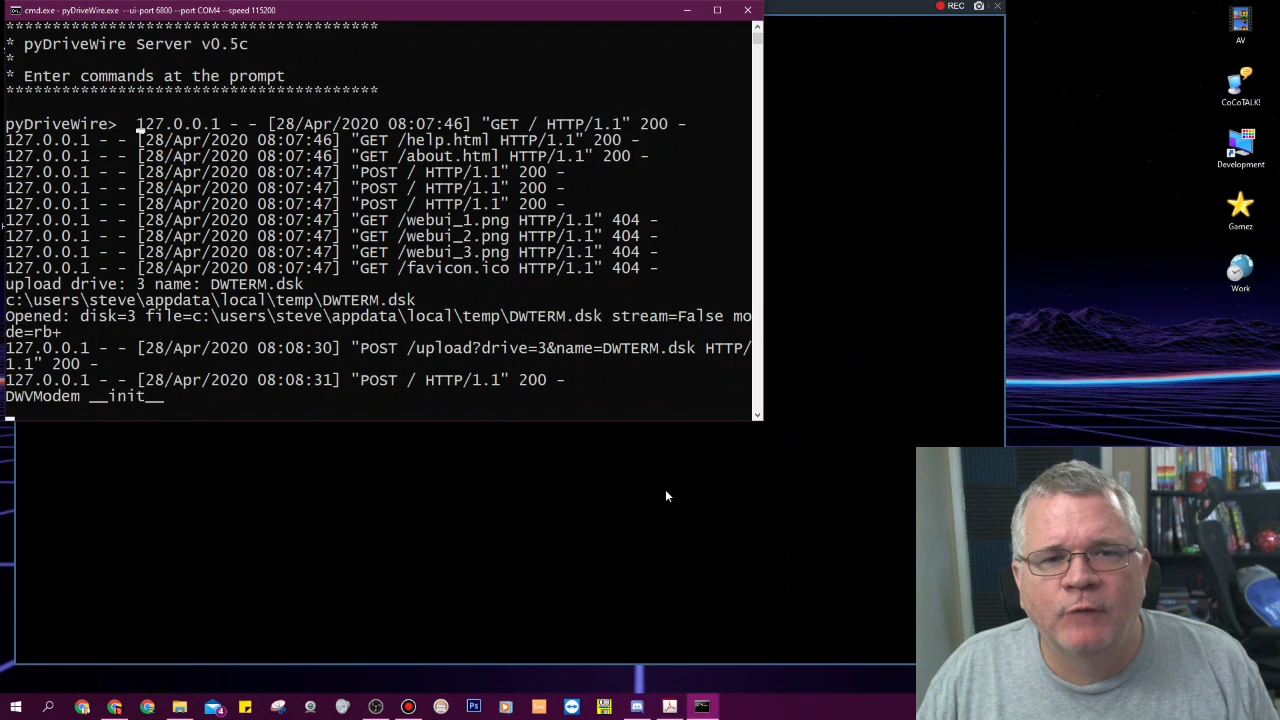 cmd.exe - pyDriveWire.exe --ui-port 6800 --port COM4 --speed 115200
REC
****************************************
* pyDriveWire Server v0.5c
*
* Enter commands at the prompt
****************************************
pyDriveWire>  127.0.0.1 - - [28/Apr/2020 08:07:46] "GET / HTTP/1.1" 200 -
127.0.0.1 - - [28/Apr/2020 08:07:46] "GET /help.html HTTP/1.1" 200 -
127.0.0.1 - - [28/Apr/2020 08:07:46] "GET /about.html HTTP/1.1" 200 -
127.0.0.1 - - [28/Apr/2020 08:07:47] "POST / HTTP/1.1" 200 -
127.0.0.1 - - [28/Apr/2020 08:07:47] "POST / HTTP/1.1" 200 -
127.0.0.1 - - [28/Apr/2020 08:07:47] "POST / HTTP/1.1" 200 -
127.0.0.1 - - [28/Apr/2020 08:07:47] "GET /webui_1.png HTTP/1.1" 404 -
127.0.0.1 - - [28/Apr/2020 08:07:47] "GET /webui_2.png HTTP/1.1" 404 -
127.0.0.1 - - [28/Apr/2020 08:07:47] "GET /webui_3.png HTTP/1.1" 404 -
127.0.0.1 - - [28/Apr/2020 08:07:47] "GET /favicon.ico HTTP/1.1" 404 -
upload drive: 3 name: DWTERM.dsk
c:\users\steve\appdata\local\temp\DWTERM.dsk
Opened: disk=3 file=c:\users\steve\appdata\local\temp\DWTERM.dsk stream=False mo
de=rb+
127.0.0.1 - - [28/Apr/2020 08:08:30] "POST /upload?drive=3&name=DWTERM.dsk HTTP/
1.1" 200 -
127.0.0.1 - - [28/Apr/2020 08:08:31] "POST / HTTP/1.1" 200 -
DWVModem __init__
AV
CoCoTALK!
Development
Gamez
Work
4
Ps